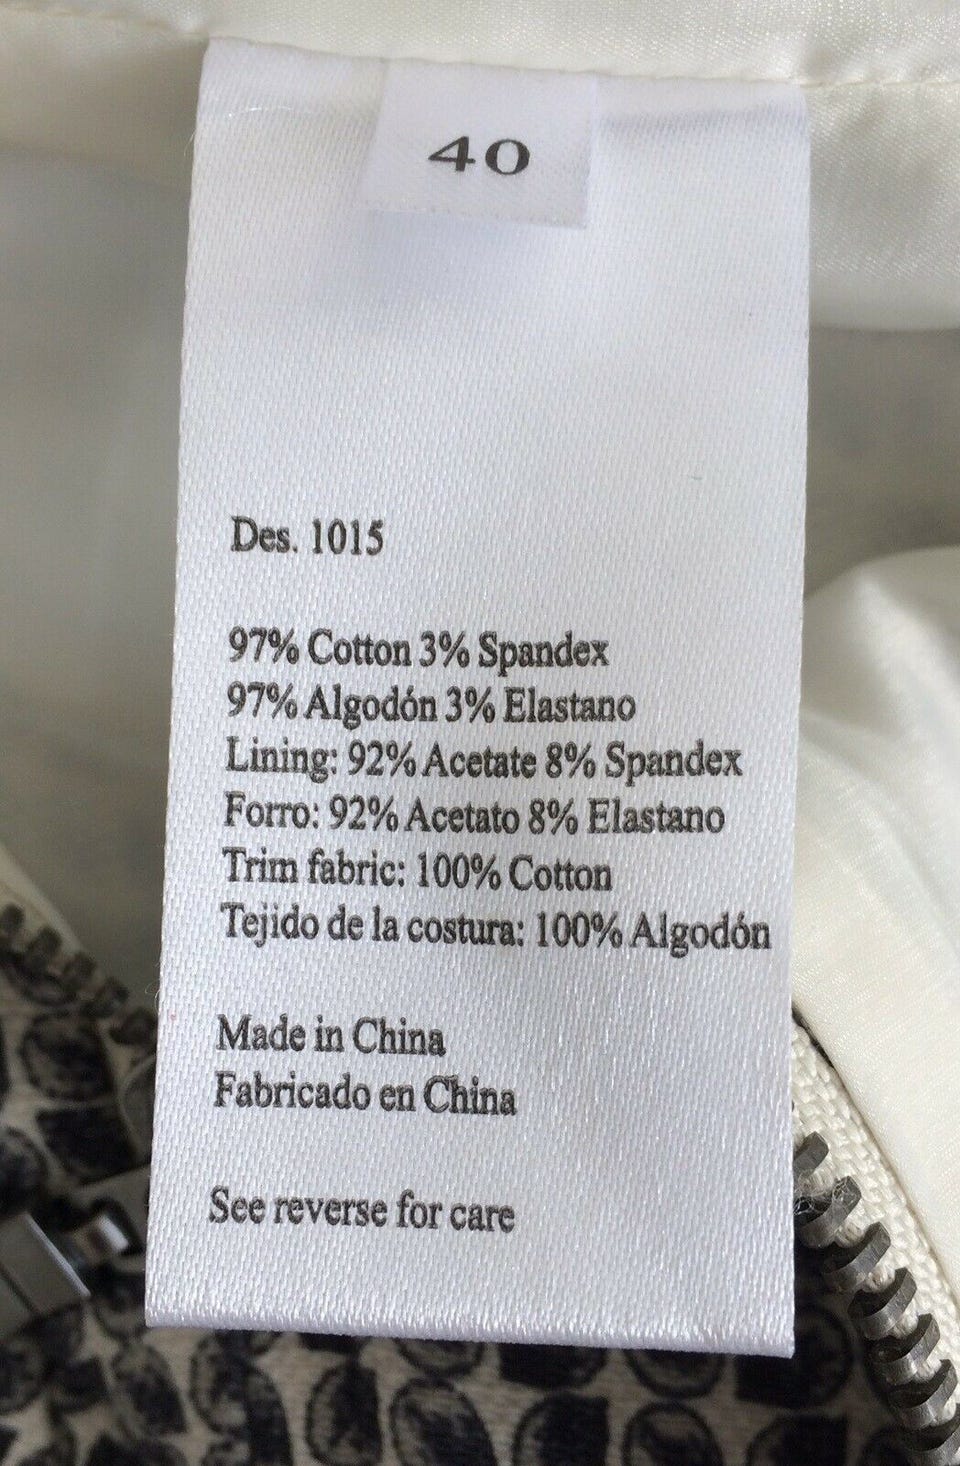 40
Des. 1015
97% Cotton 3% Spandex
97% Algodón 3% Elastano
Lining: 92% Acetate 8% Spandex
Forro: 92% Acetato 8% Elastano
Trim fabric: 100% Cotton
Tejido de la costura: 100% Algodón
Made in China
Fabricado en China
See reverse for care